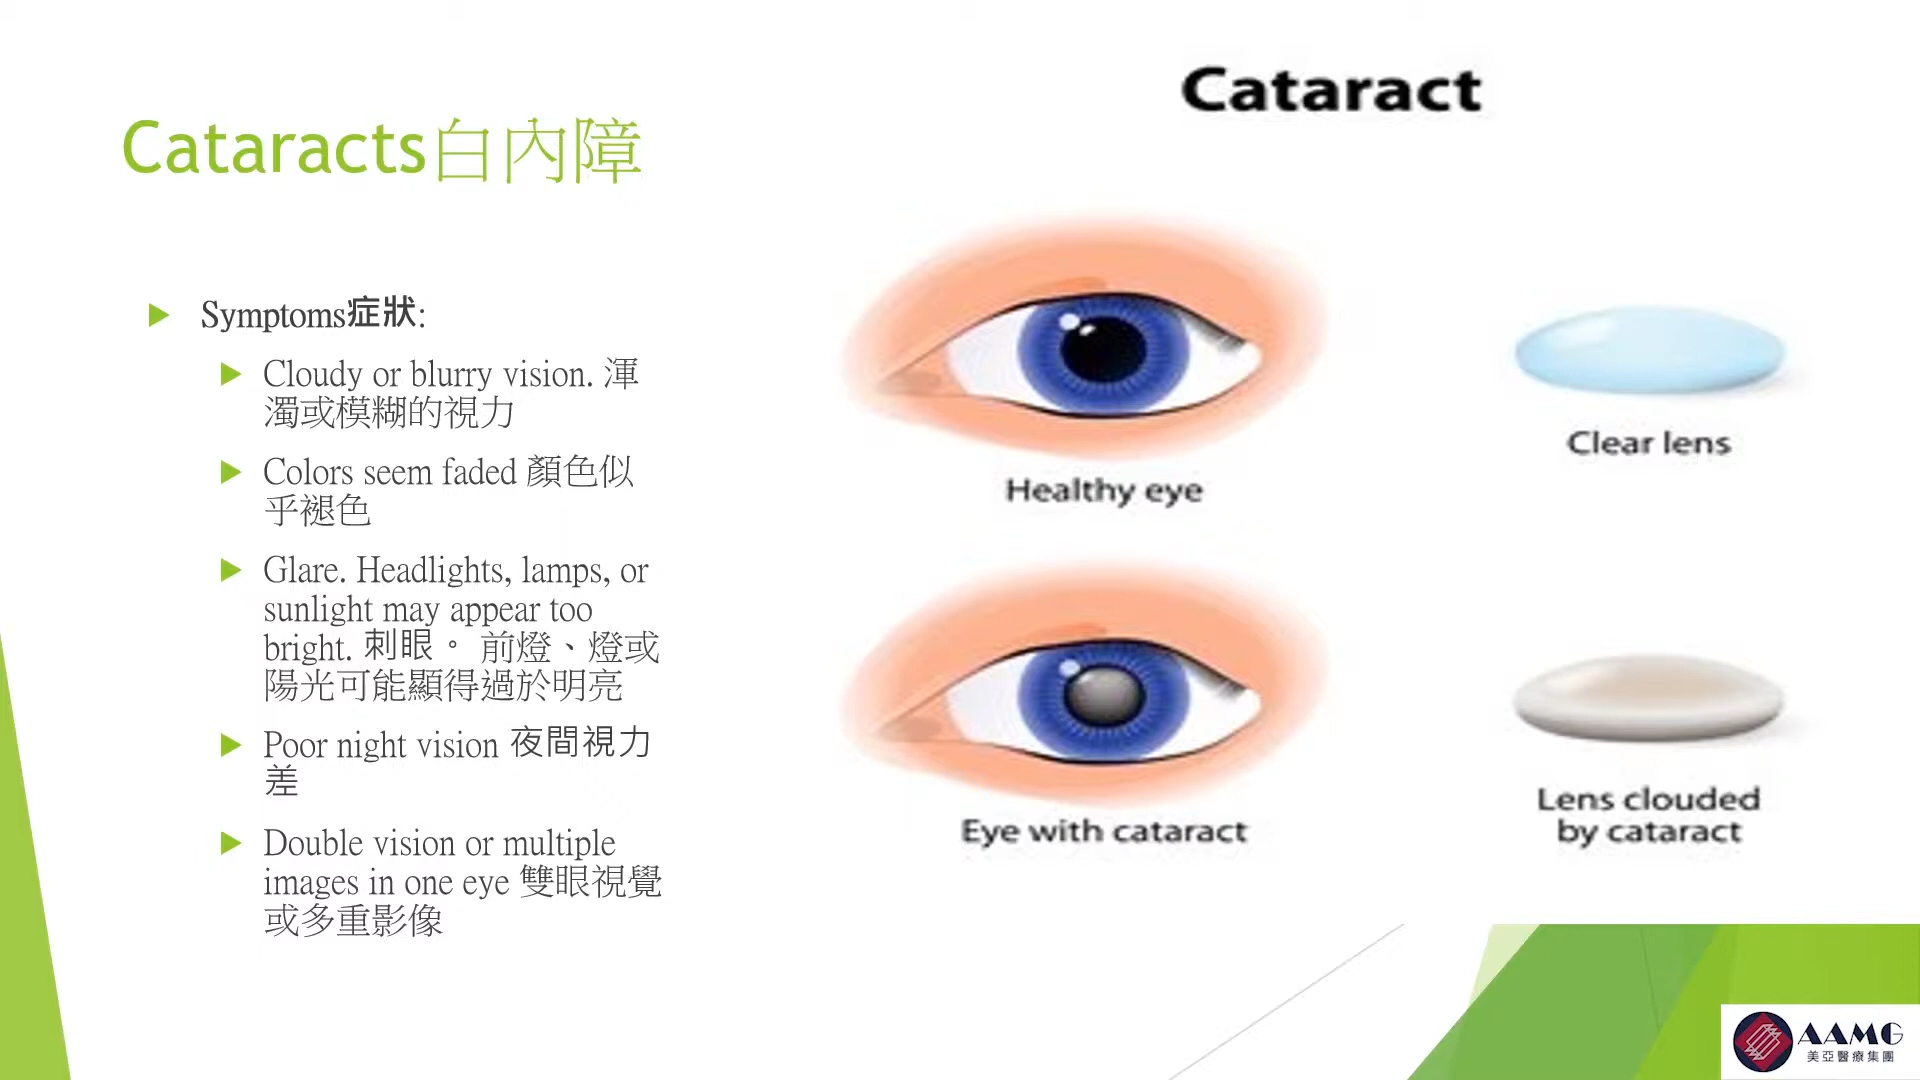 Cataracts白內障
Symptoms症狀:
Cloudy or blurry vision. 渾
濁或模糊的視力
Colors seem faded 顏色似
乎褪色
Glare. Headlights, lamps, or
sunlight may appear too
bright. 刺眼。 前燈、燈或
陽光可能顯得過於明亮
Poor night vision 夜間視力
差
Double vision or multiple
images in one eye 雙眼視覺
或多重影像
Cataract
Healthy eye
Clear lens
Eye with cataract
Lens clouded
by cataract
AAMG
美亞醫療集團